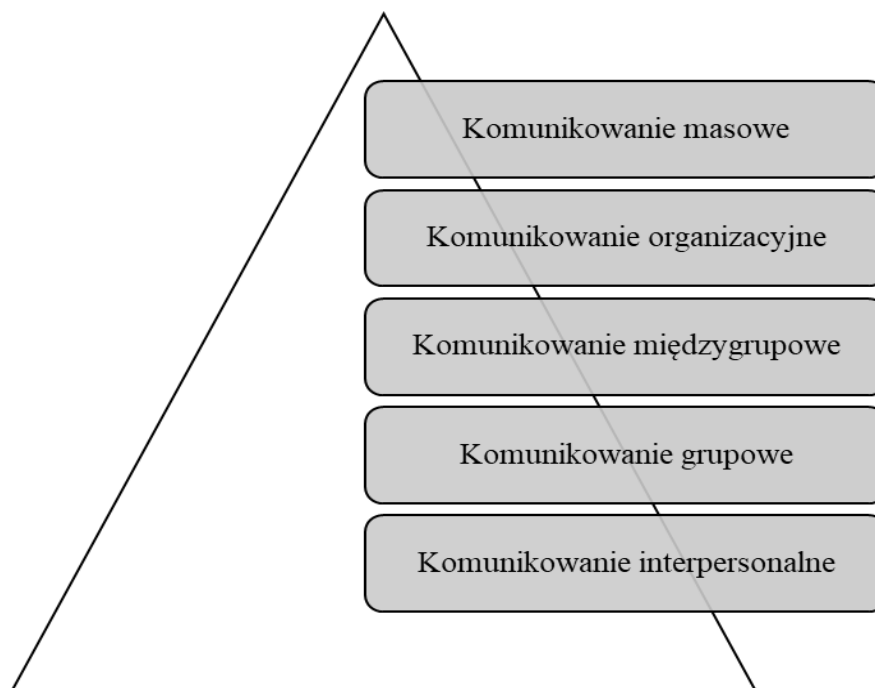 Komunikowanie masowe
Komunikowanie organizacyjne
Komunikowanie międzygrupowe
Komunikowanie grupowe
Komunikowanie interpersonalne